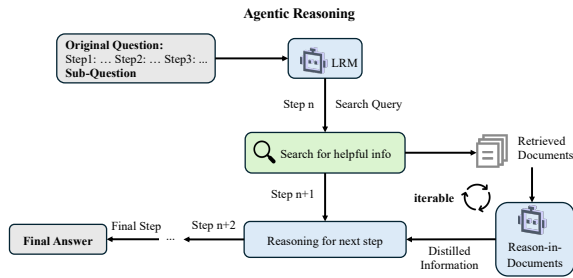 Agentic Reasoning
Original Question:
Step1: … Step2: … Step3: ...
Sub-Question
LRM
Step n
Search Query
Search for helpful info
Retrieved
Documents
Step n+1
iterable
Final Step
Step n+2
Final Answer
...
Reasoning for next step
Distilled
Information
Reason-in-
Documents